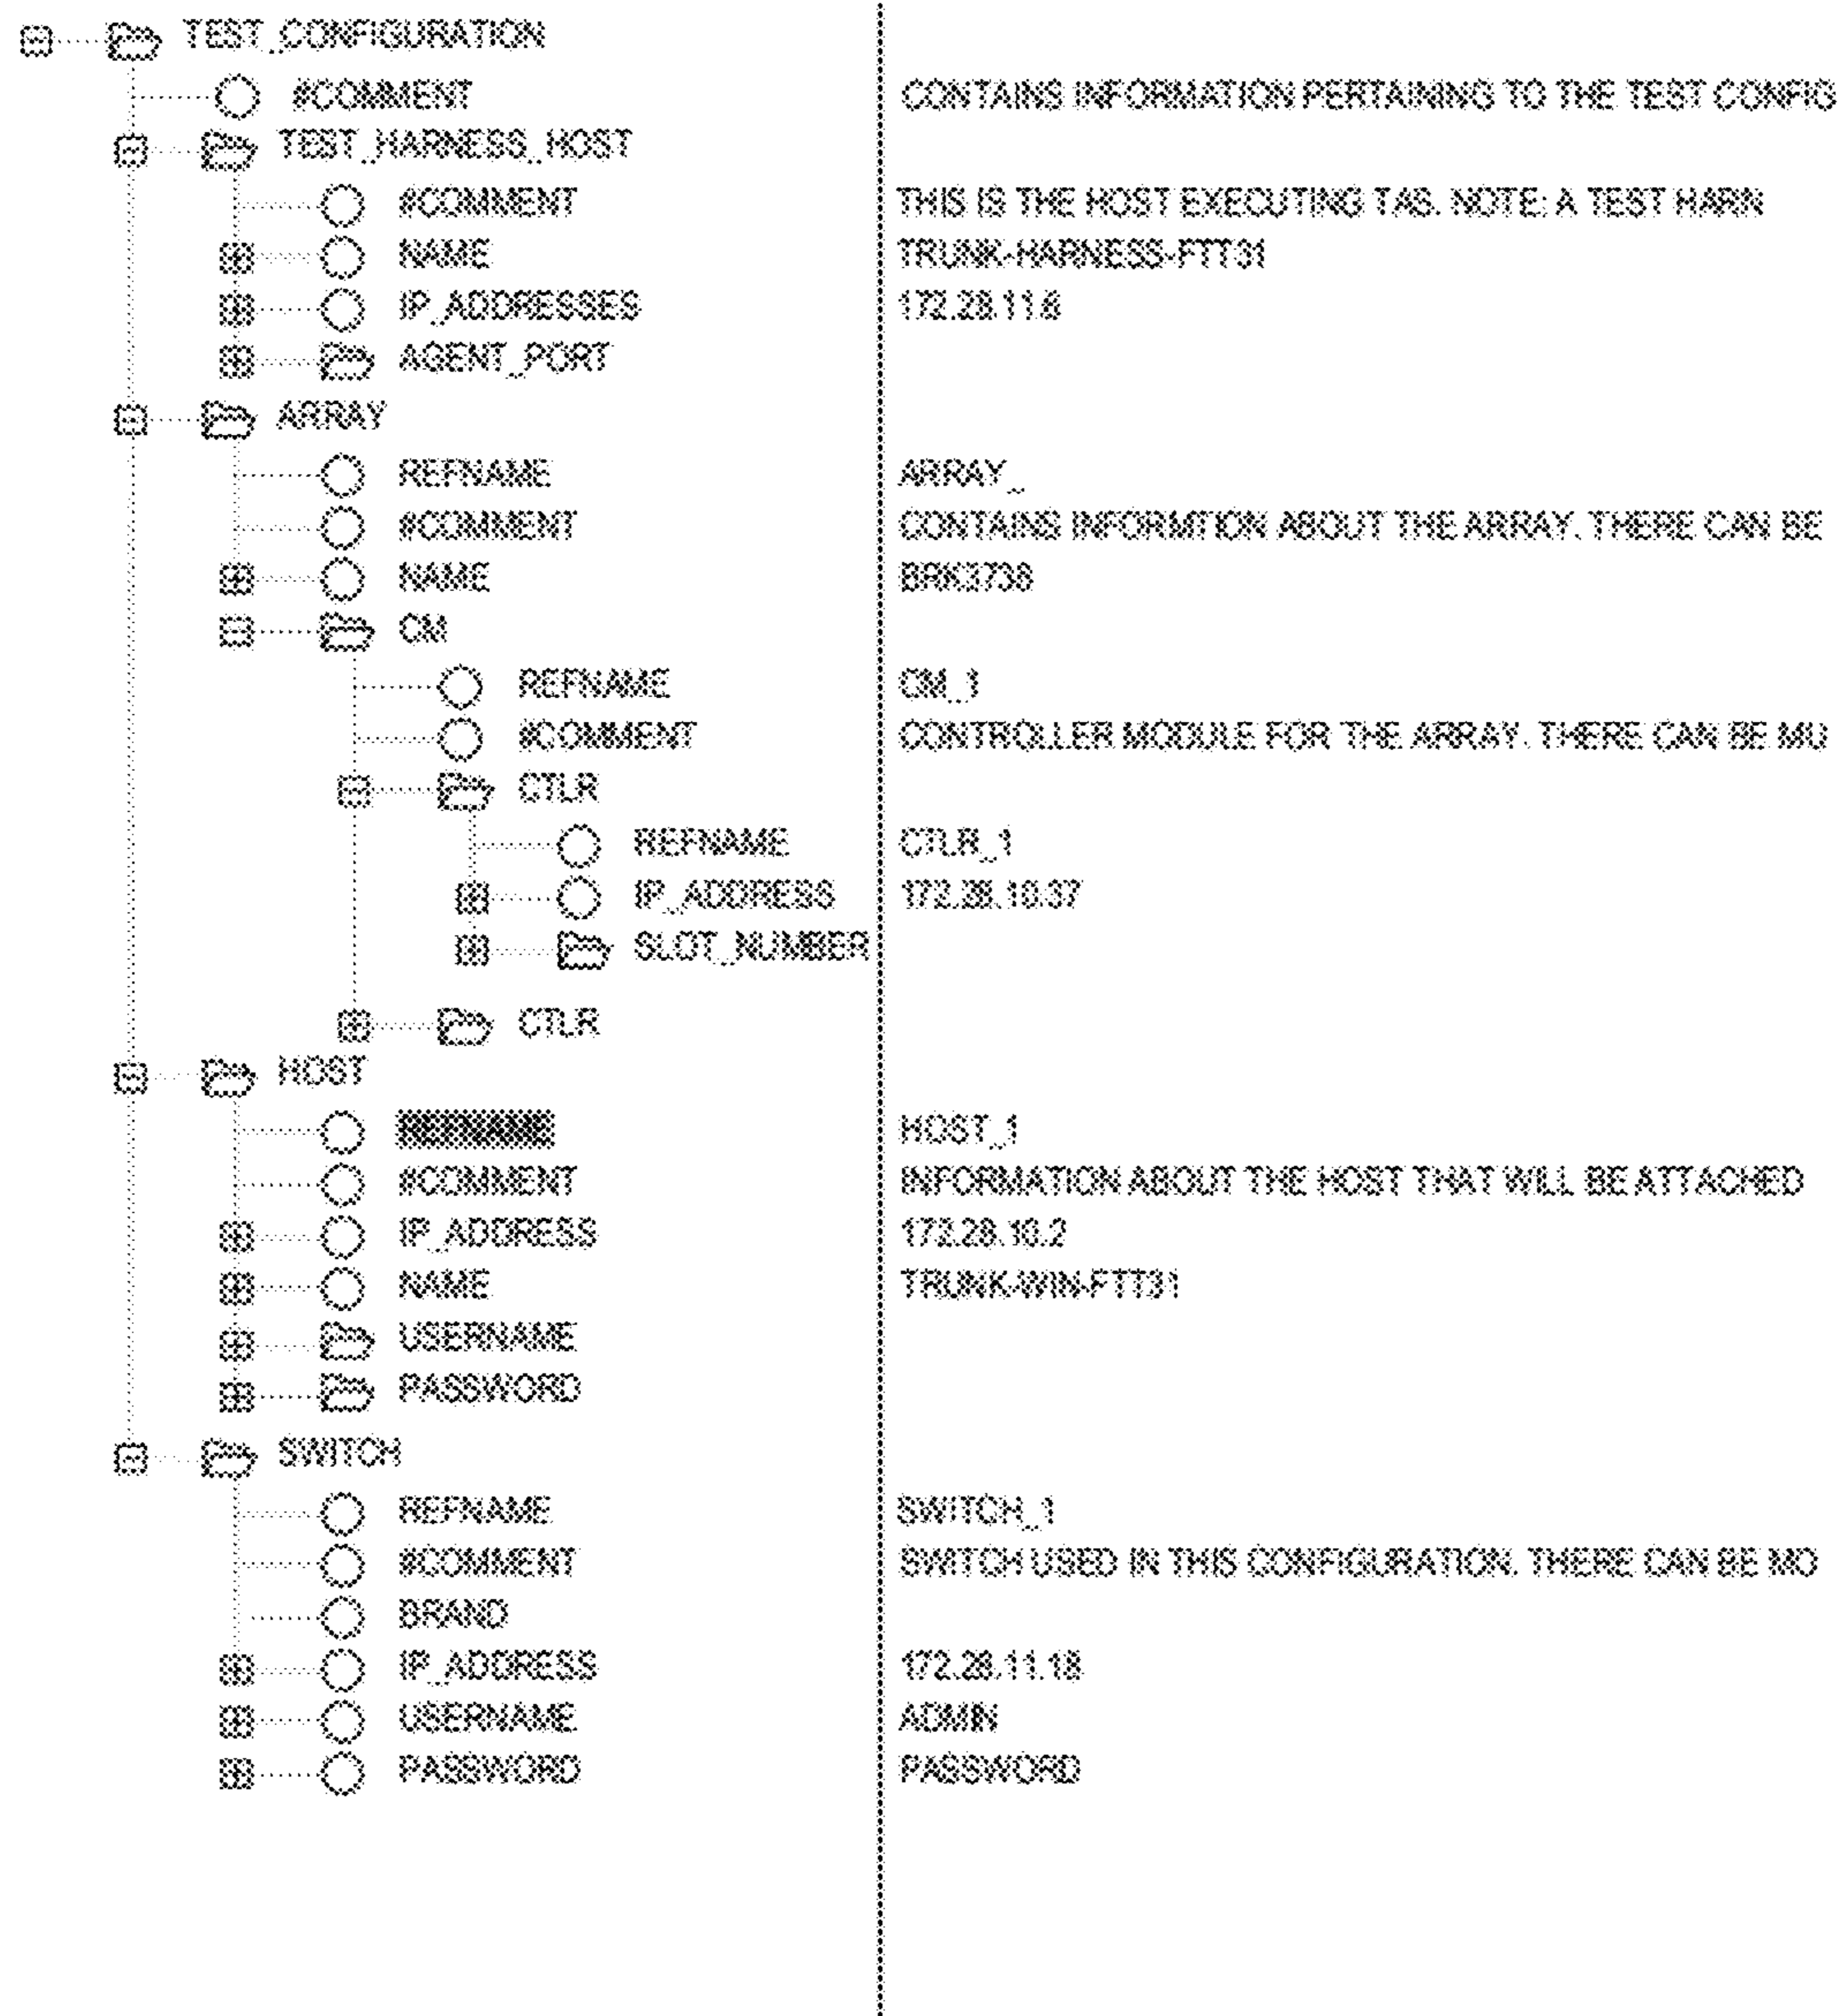 TEST_CONFIGURATION
#COMMENT CONTAINS INFORMATION PERTAINING TO THE TEST CONFIG
TEST_HARNESS_HOST
#COMMENT THIS IS THE HOST EXECUTING TAS. NOTE: A TEST HARN
NAME TRUNK-HARNESS-FTT31
IP_ADDRESSES 172.28.11.6
AGENT_PORT
ARRAY
REFNAME ARRAY_
#COMMENT CONTAINS INFORMTION ABOUT THE ARRAY. THERE CAN BE
NAME BRK3738
CM
REFNAME CM_1
#COMMENT CONTROLLER MODULE FOR THE ARRAY. THERE CAN BE MU
CTLR
REFNAME CTLR_1
IP_ADDRESS 172.28.10.37
SLOT_NUMBER
CTLR
HOST
REFNAME HOST_1
#COMMENT INFORMATION ABOUT THE HOST THAT WILL BE ATTACHED
IP_ADDRESS 172.28.10.2
NAME TRUNK-WIN-FTT31
USERNAME
PASSWORD
SWITCH
REFNAME SWITCH_1
#COMMENT SWITCH USED IN THIS CONFIGURATION. THERE CAN BE MO
BRAND
IP_ADDRESS 172.28.11.18
USERNAME ADMIN
PASSWORD PASSWORD